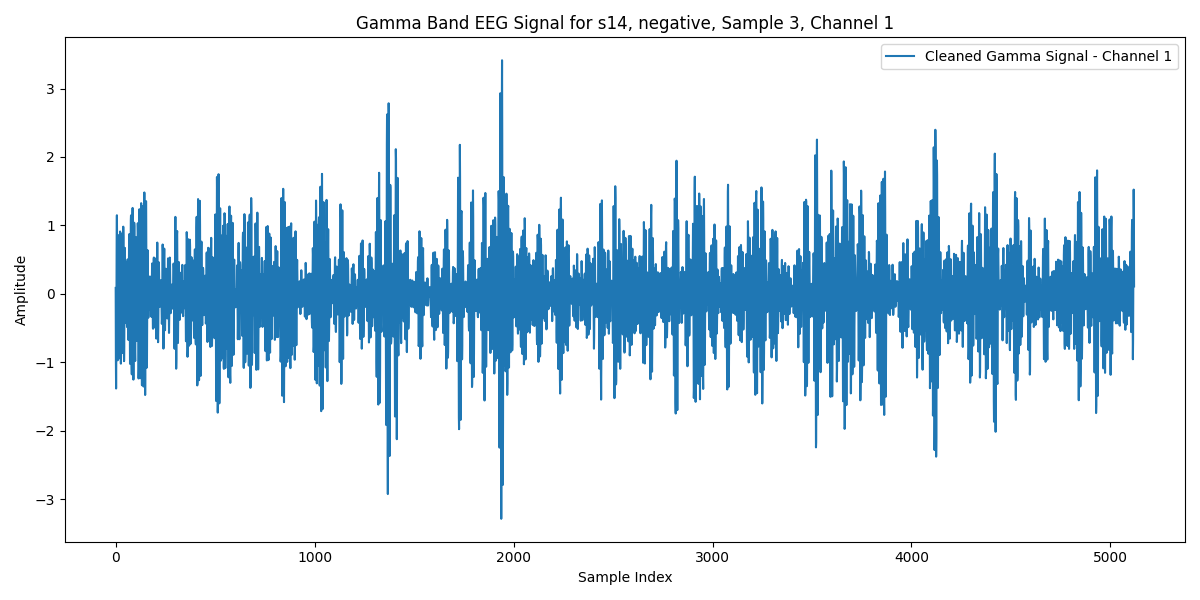 Gamma Band EEG Signal for s14, negative, Sample 3, Channel 1
Cleaned Gamma Signal - Channel 1
Amplitude
3
2
1
0
−1
−2
−3
0 1000 2000 3000 4000 5000
Sample Index